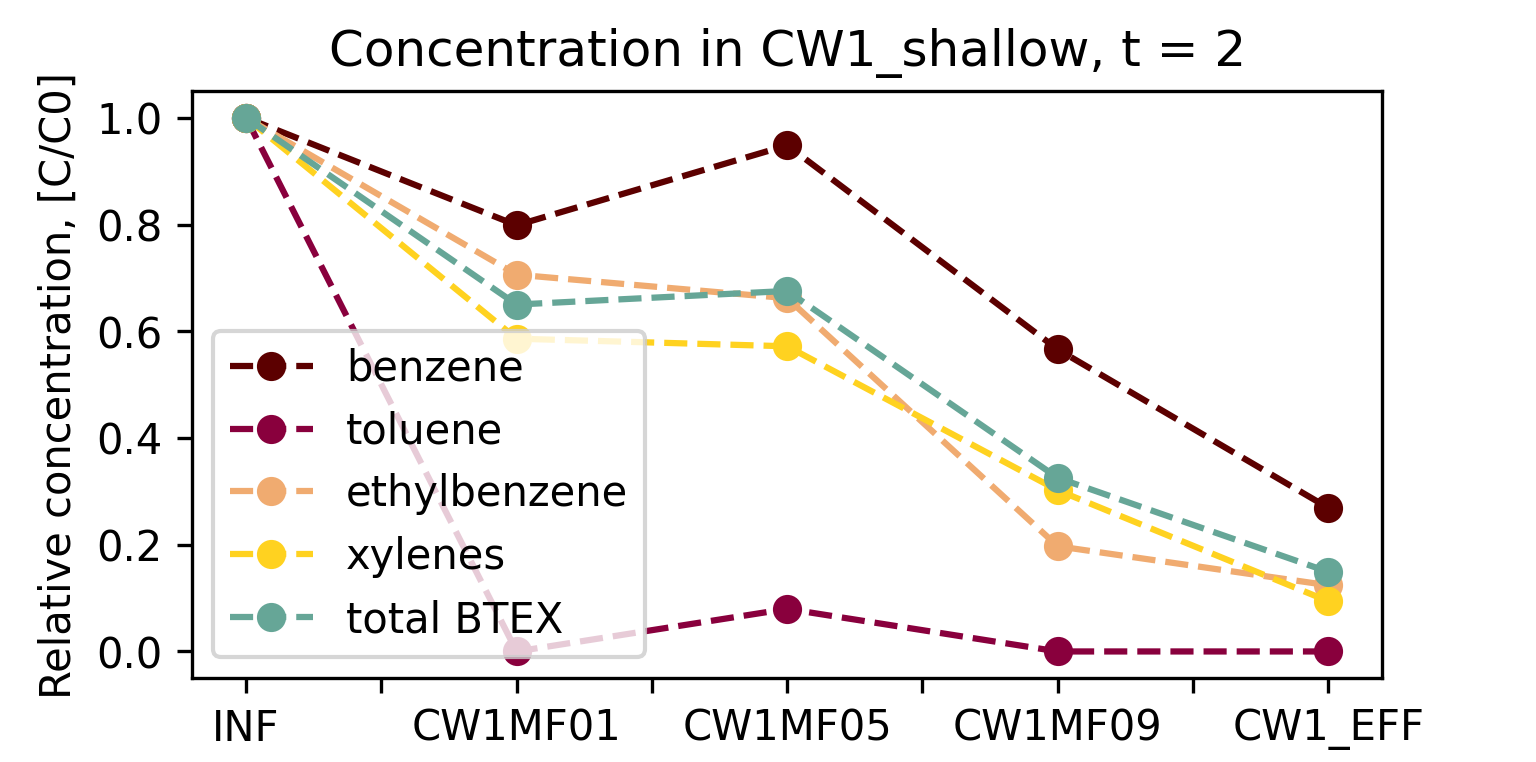 Concentration in CW1_shallow, t = 2
Relative concentration, [C/C0]
1.0
0.8
0.6
0.4
0.2
0.0
benzene
toluene
ethylbenzene
xylenes
total BTEX
INF CW1MF01 CW1MF05 CW1MF09 CW1_EFF